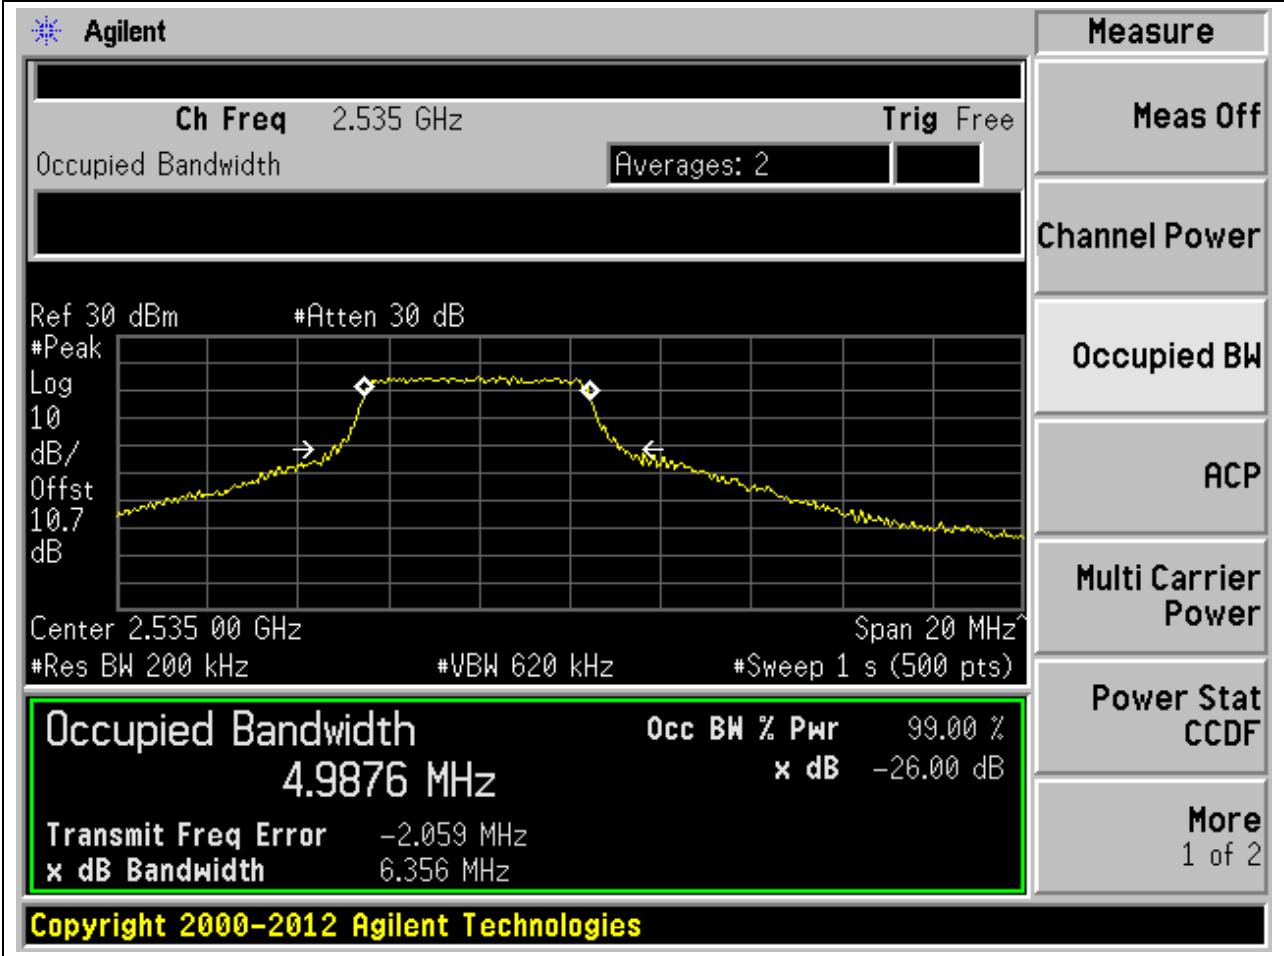 Agilent
Measure
Ch Freq 2.535 GHz Trig Free
Meas Off
Occupied Bandwidth Averages: 2
Channel Power
Ref 30 dBm #Atten 30 dB
#Peak
Log
10
dB/
Offst
10.7
dB
Occupied BW
ACP
Center 2.535 00 GHz Span 20 MHz^
#Res BW 200 kHz #VBW 620 kHz #Sweep 1 s (500 pts)
Multi Carrier
Power
Occupied Bandwidth Occ BW % Pwr 99.00 %
4.9876 MHz x dB -26.00 dB
Power Stat
CCDF
Transmit Freq Error -2.059 MHz
x dB Bandwidth 6.356 MHz
More
1 of 2
Copyright 2000-2012 Agilent Technologies